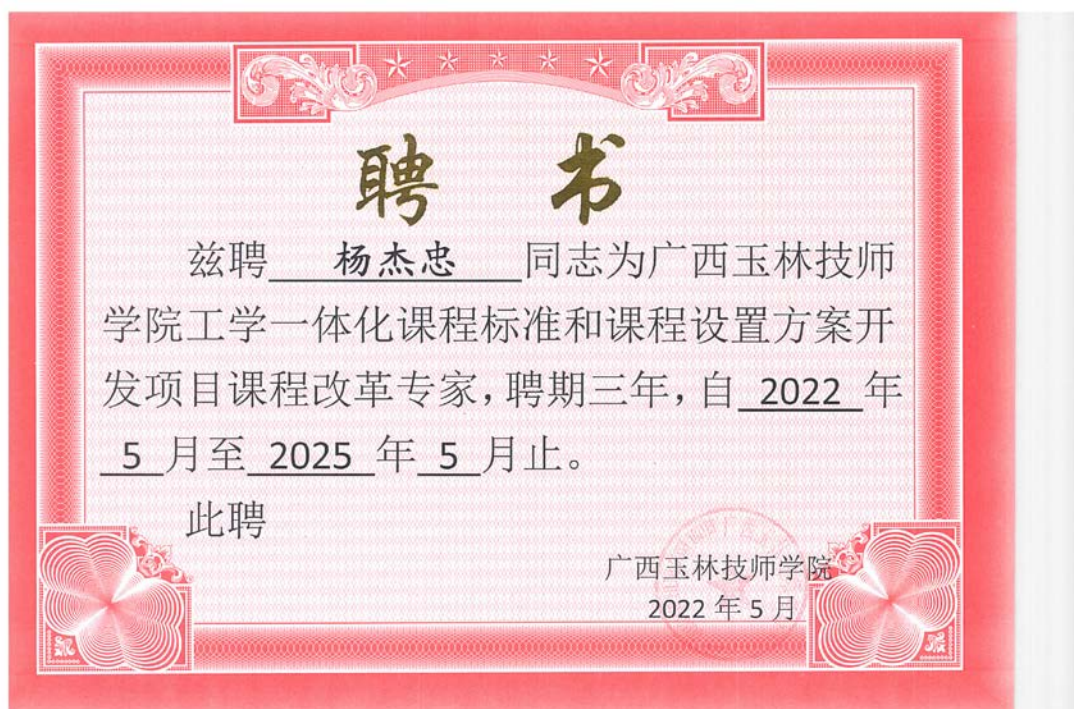 聘 书
兹聘 杨杰忠 同志为广西玉林技师
学院工学一体化课程标准和课程设置方案开
发项目课程改革专家，聘期三年，自 2022 年
5 月至 2025 年 5 月止。
此聘
广西玉林技师学院
2022 年 5 月